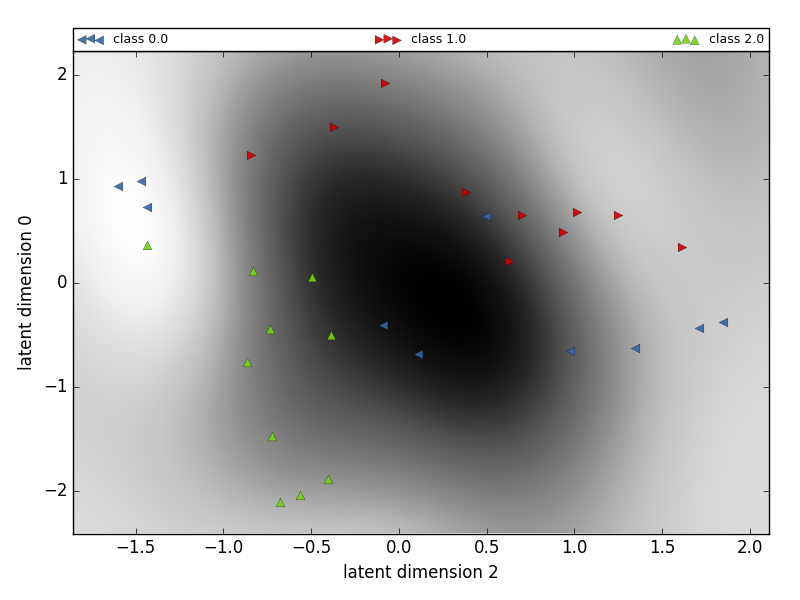 class 0.0 class 1.0 class 2.0
2
1
0
−1
−2
latent dimension 0
−1.5 −1.0 −0.5 0.0 0.5 1.0 1.5 2.0
latent dimension 2